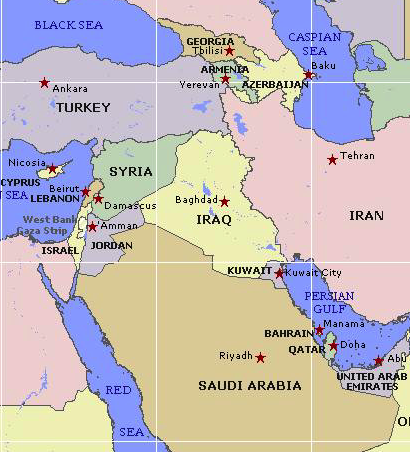 BLACK SEA
CASPIAN
SEA
GEORGIA
Tbilisi
ARMENIA
Yerevan
AZERBAIJAN
Baku
Ankara
TURKEY
Tehran
Nicosia
CYPRUS
SYRIA
Beirut
LEBANON
Damascus
Baghdad
IRAQ
IRAN
N SEA
West Bank
Gaza Strip
Amman
ISRAEL
JORDAN
KUWAIT
Kuwait City
PERSIAN
GULF
BAHRAIN
Manama
QATAR
Doha
Riyadh
Abu
UNITED ARAB
EMIRATES
SAUDI ARABIA
RED
SEA
O